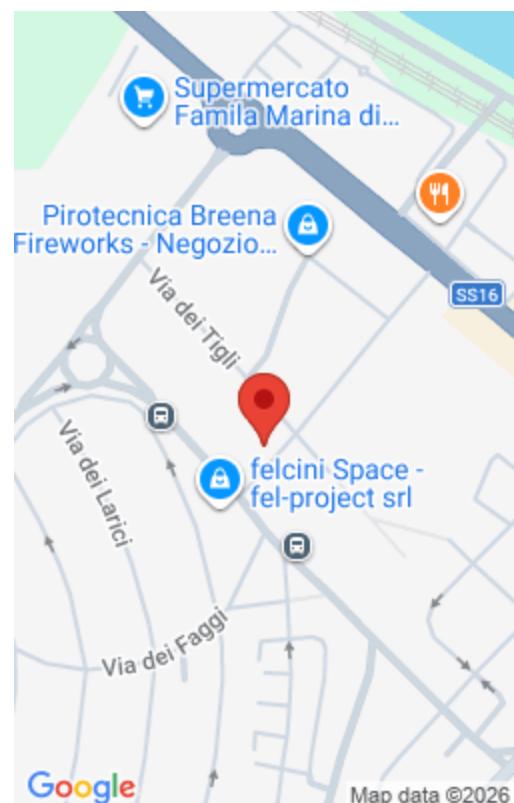 Supermercato
Famila Marina di...
Pirotecnica Breena
Fireworks - Negozio...
SS16
Via dei Tigli
felcini Space -
fel-project srl
Via dei Larici
Via dei Faggi
Google
Map data ©2026